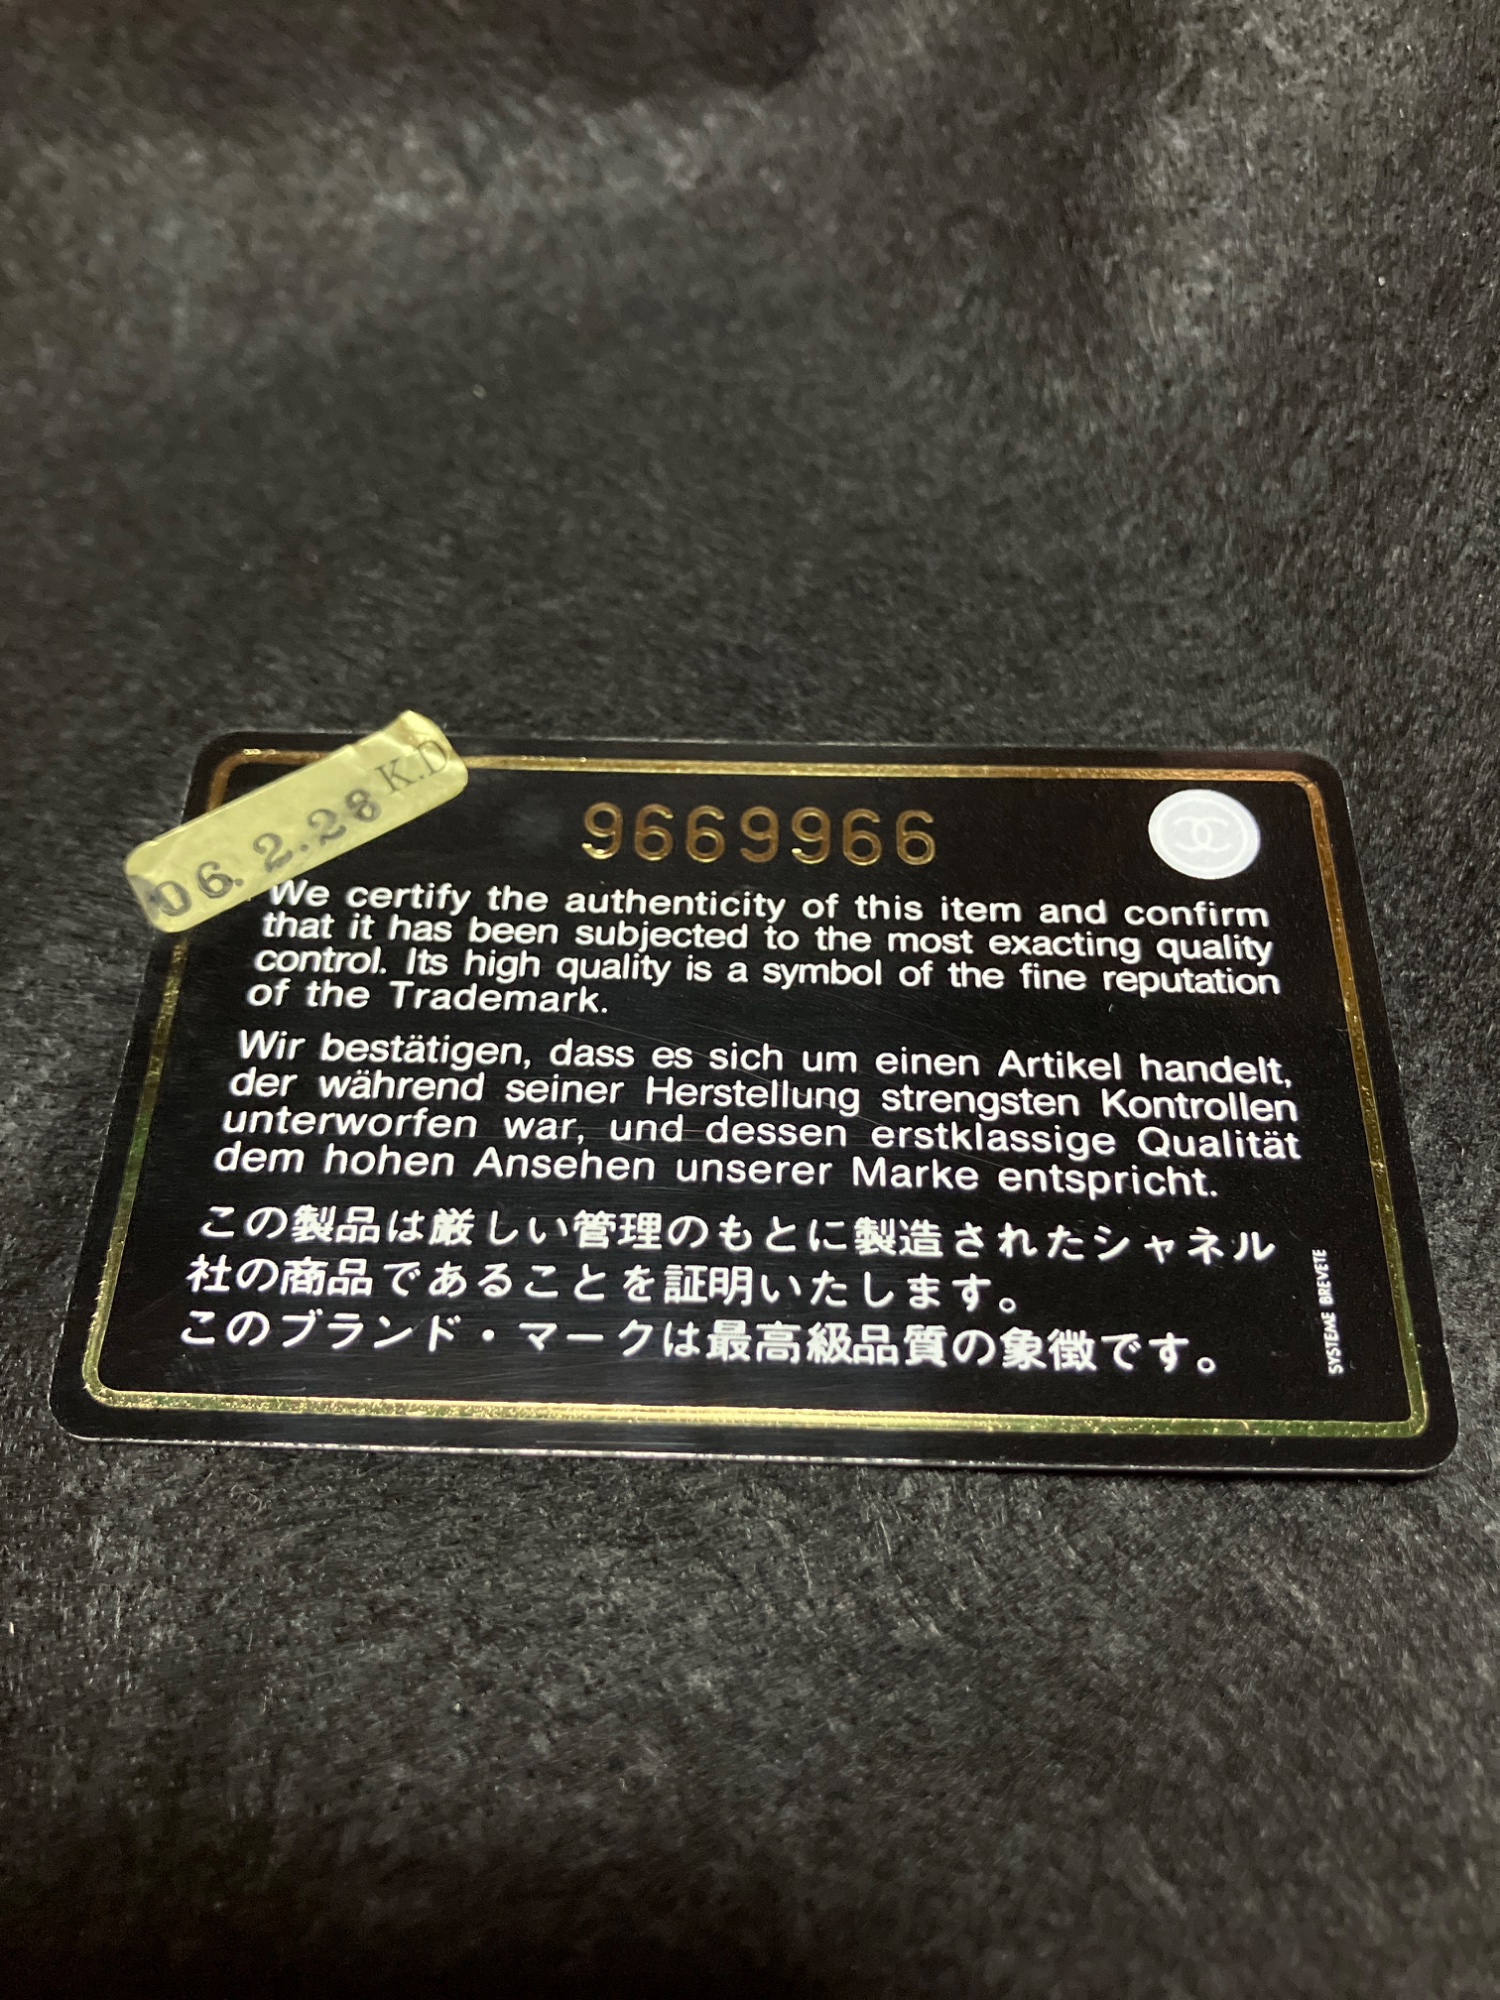 06.2.28 K.D
9669966
We certify the authenticity of this item and confirm
that it has been subjected to the most exacting quality
control. Its high quality is a symbol of the fine reputation
of the Trademark.
Wir bestätigen, dass es sich um einen Artikel handelt,
der während seiner Herstellung strengsten Kontrollen
unterworfen war, und dessen erstklassige Qualität
dem hohen Ansehen unserer Marke entspricht.
この製品は厳しい管理のもとに製造されたシャネル
社の商品であることを証明いたします。
このブランド・マークは最高級品質の象徴です。
SYSTEME BREVETE